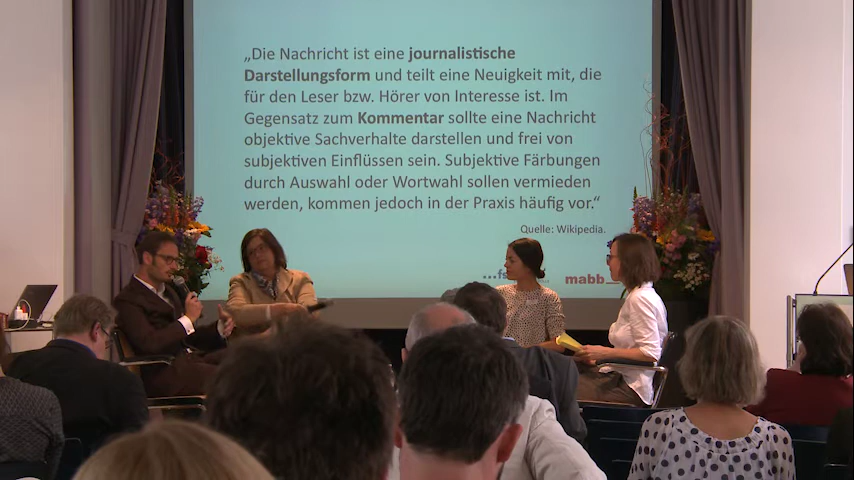 „Die Nachricht ist eine journalistische
Darstellungsform und teilt eine Neuigkeit mit, die
für den Leser bzw. Hörer von Interesse ist. Im
Gegensatz zum Kommentar sollte eine Nachricht
objektive Sachverhalte darstellen und frei von
subjektiven Einflüssen sein. Subjektive Färbungen
durch Auswahl oder Wortwahl sollen vermieden
werden, kommen jedoch in der Praxis häufig vor.“
Quelle: Wikipedia.
mabb